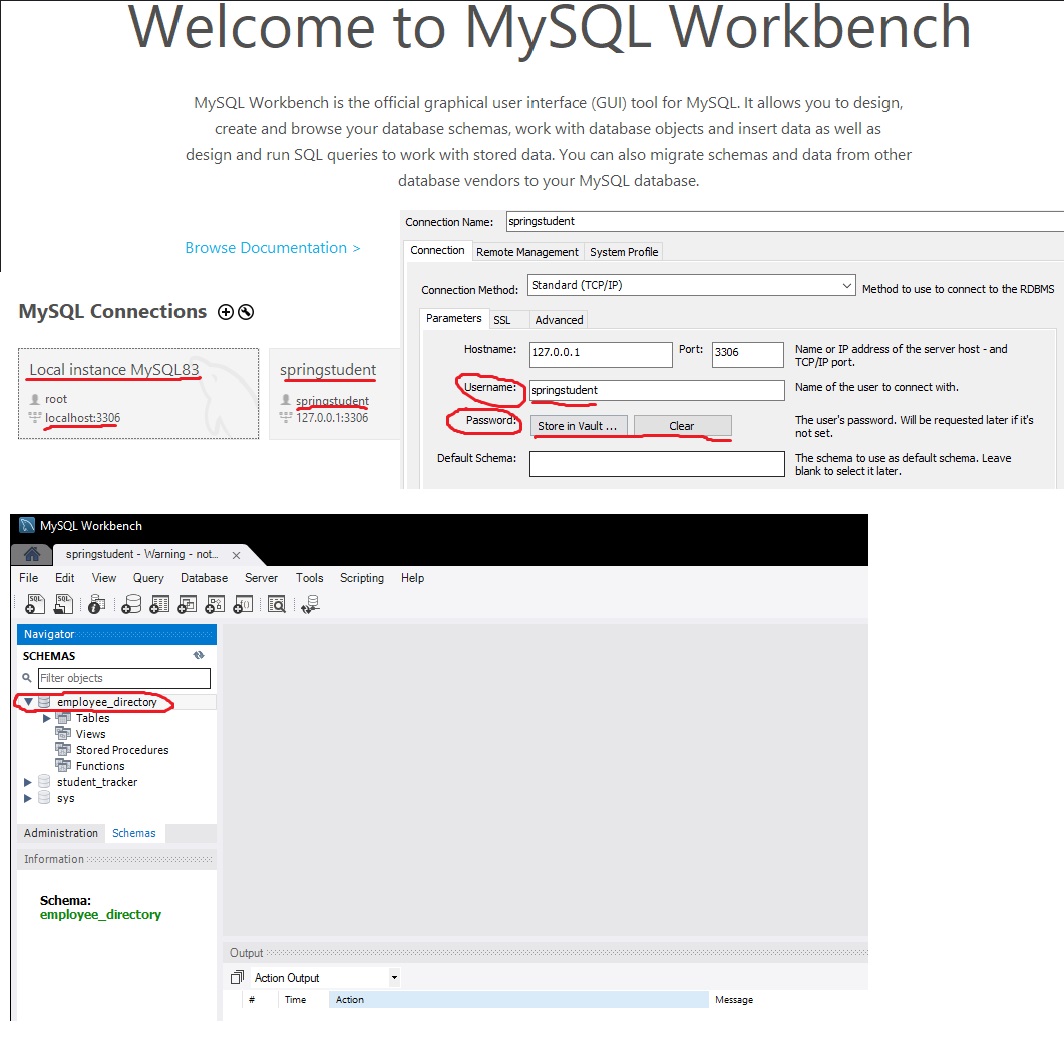 Welcome to MySQL Workbench
MySQL Workbench is the official graphical user interface (GUI) tool for MySQL. It allows you to design,
create and browse your database schemas, work with database objects and insert data as well as
design and run SQL queries to work with stored data. You can also migrate schemas and data from other
database vendors to your MySQL database.
Browse Documentation >
MySQL Connections
Local instance MySQL83
root
localhost:3306
springstudent
springstudent
127.0.0.1:3306
Connection Name: springstudent
Connection Remote Management System Profile
Connection Method: Standard (TCP/IP) Method to use to connect to the RDBMS
Parameters SSL Advanced
Hostname: 127.0.0.1 Port: 3306 Name or IP address of the server host - and
TCP/IP port.
Username: springstudent Name of the user to connect with.
Password: Store in Vault ... Clear The user's password. Will be requested later if it's
not set.
Default Schema: The schema to use as default schema. Leave
blank to select it later.
MySQL Workbench
springstudent - Warning - not...
File Edit View Query Database Server Tools Scripting Help
SQL SQL
Navigator
SCHEMAS
Filter objects
employee_directory
Tables
Views
Stored Procedures
Functions
student_tracker
sys
Administration Schemas
Information
Schema:
employee_directory
Output
Action Output
# Time Action Message